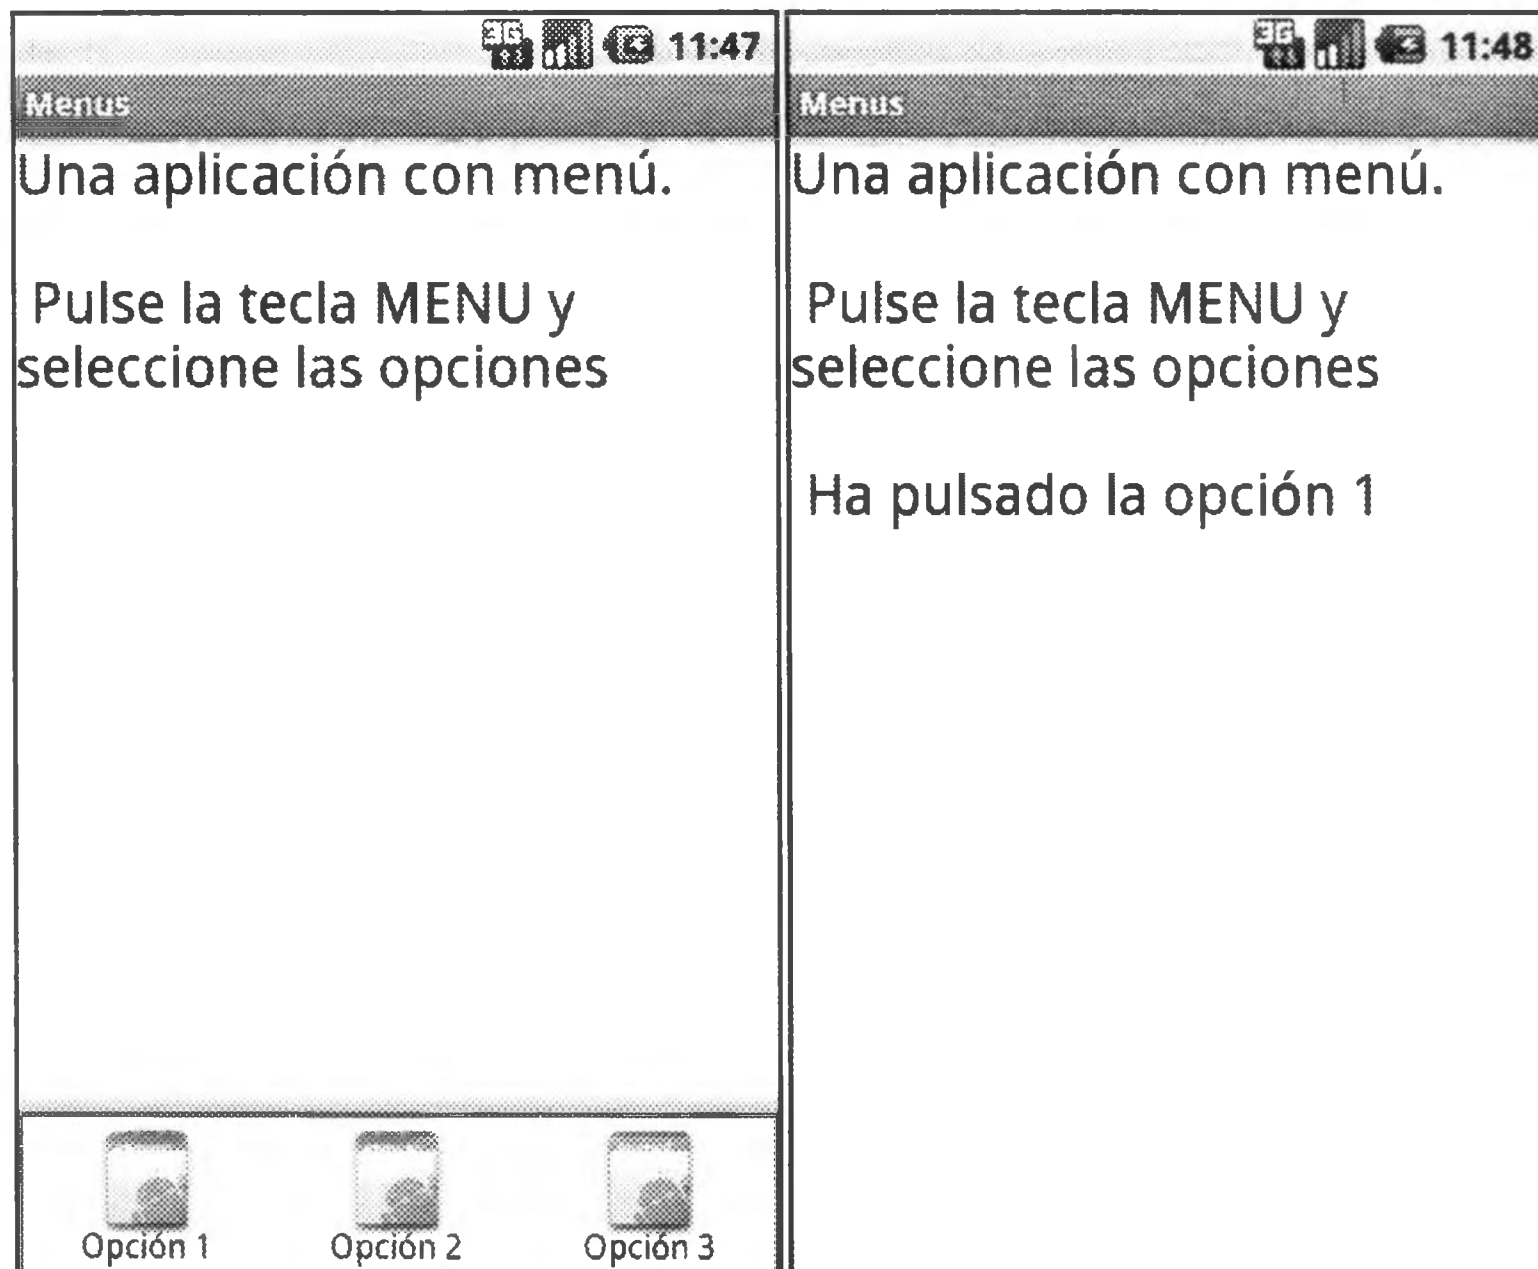 3G 11:47
Menus
Una aplicación con menú.
Pulse la tecla MENU y
seleccione las opciones
Opción 1 Opción 2 Opción 3
3G 11:48
Menus
Una aplicación con menú.
Pulse la tecla MENU y
seleccione las opciones
Ha pulsado la opción 1